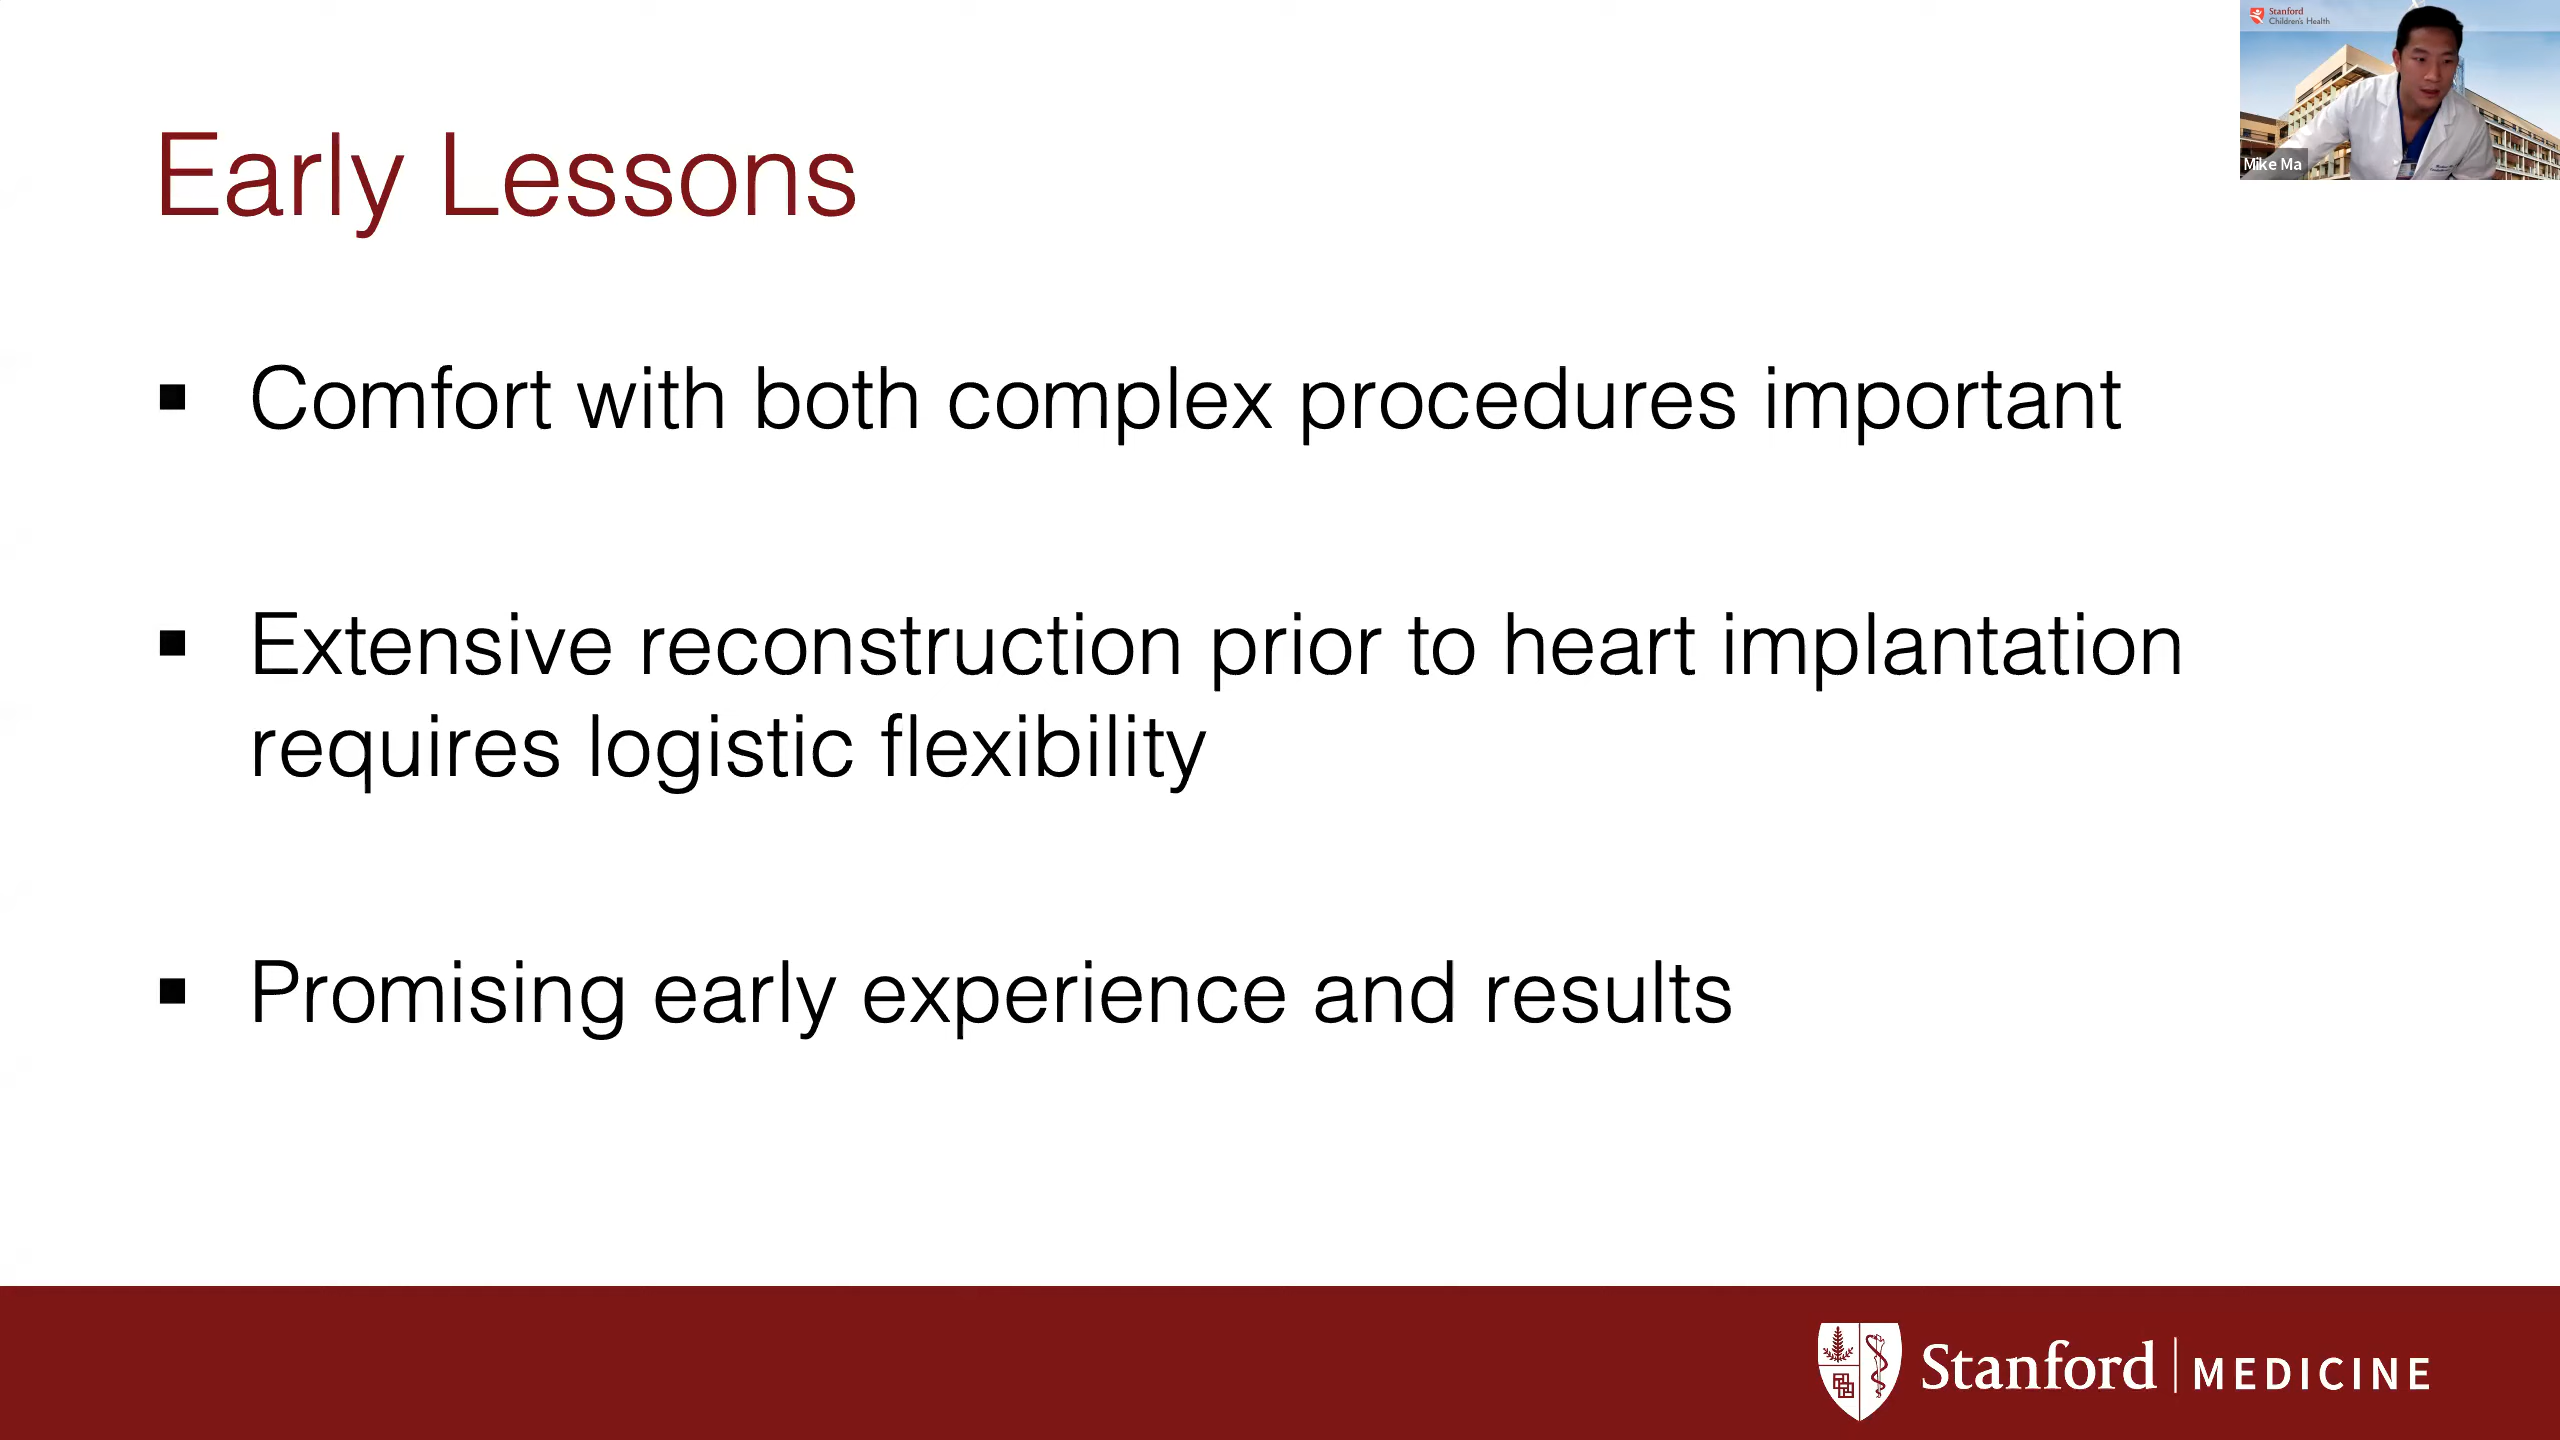 Stanford
Children's Health
Mike Ma
Early Lessons
▪ Comfort with both complex procedures important
▪ Extensive reconstruction prior to heart implantation
requires logistic flexibility
▪ Promising early experience and results
Stanford | MEDICINE